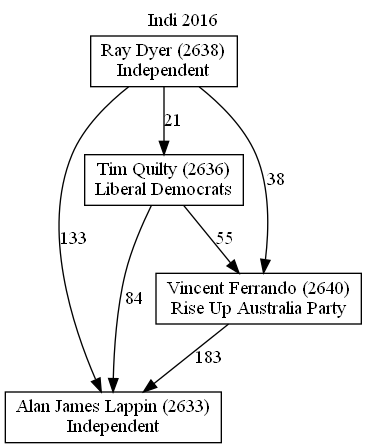 Indi 2016
Ray Dyer (2638)
Independent
21
Tim Quilty (2636)
Liberal Democrats
38
133
55
Vincent Ferrando (2640)
Rise Up Australia Party
84
183
Alan James Lappin (2633)
Independent